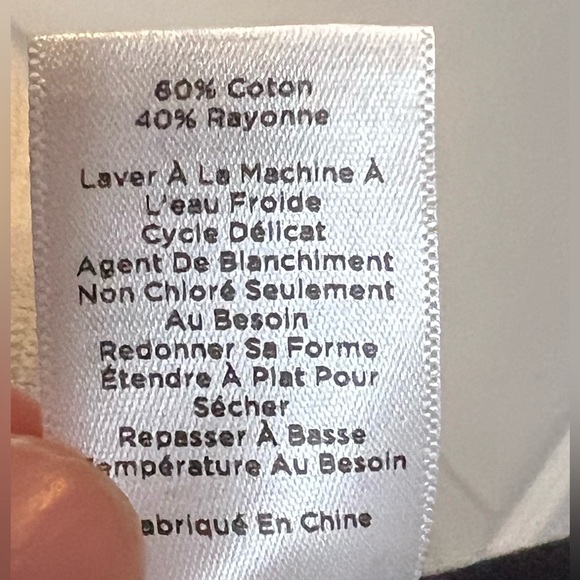 60% Coton
40% Rayonne
Laver À La Machine À
L'eau Froide
Cycle Délicat
Agent De Blanchiment
Non Chloré Seulement
Au Besoin
Redonner Sa Forme
Étendre À Plat Pour
Sécher
Repasser À Basse
Température Au Besoin
abriqué En Chine